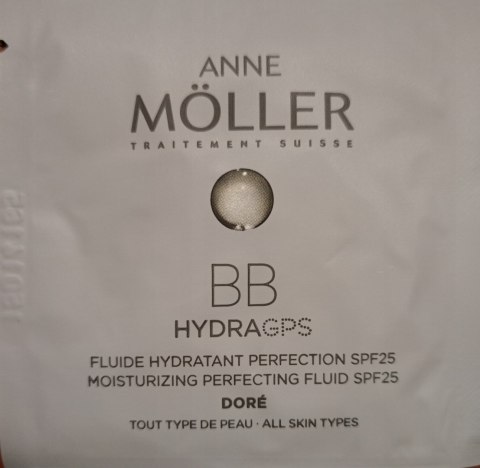 ANNE
MÖLLER
TRAITEMENT SUISSE
BB
HYDRAGPS
FLUIDE HYDRATANT PERFECTION SPF25
MOISTURIZING PERFECTING FLUID SPF25
DORÉ
TOUT TYPE DE PEAU · ALL SKIN TYPES